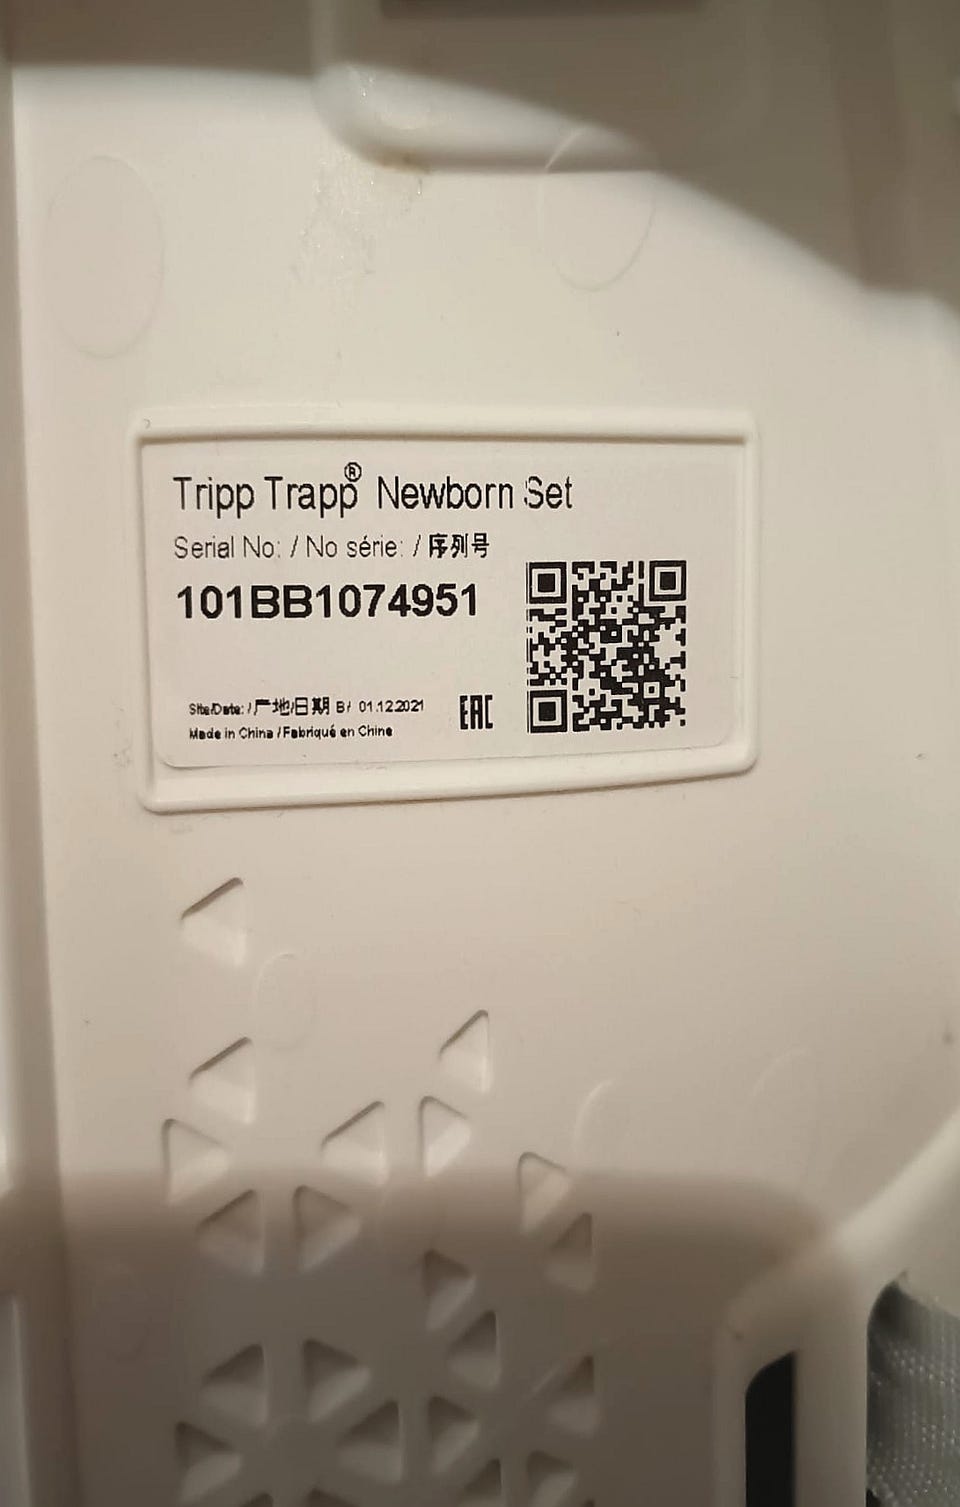 Tripp Trapp® Newborn Set
Serial No: / No série: / 序列号
101BB1074951
Site/Date: / 产地/日期 B/ 01.12.2021
Made in China / Fabriqué en Chine
EAC